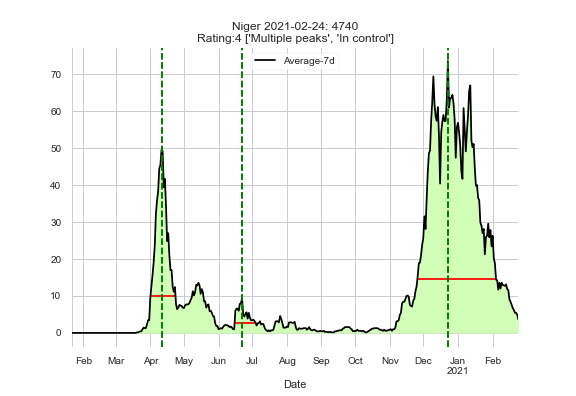 Niger 2021-02-24: 4740
Rating:4 ['Multiple peaks', 'In control']
Average-7d
70
60
50
40
30
20
10
0
Feb Mar Apr May Jun Jul Aug Sep Oct Nov Dec Jan Feb
2021
Date